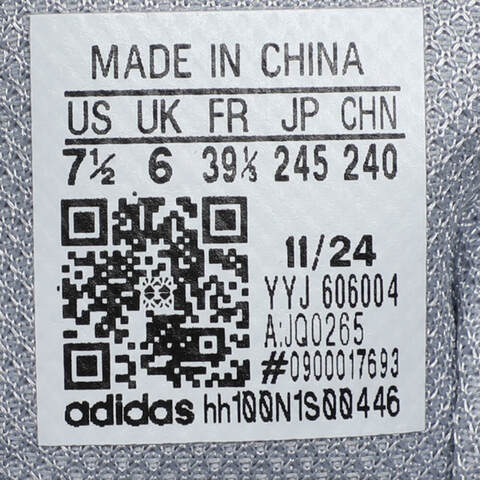 MADE IN CHINA
US UK FR JP CHN
7½ 6 39⅓ 245 240
11/24
YYJ 606004
A:JQ0265
#0900017693
adidas hh100N1S00446